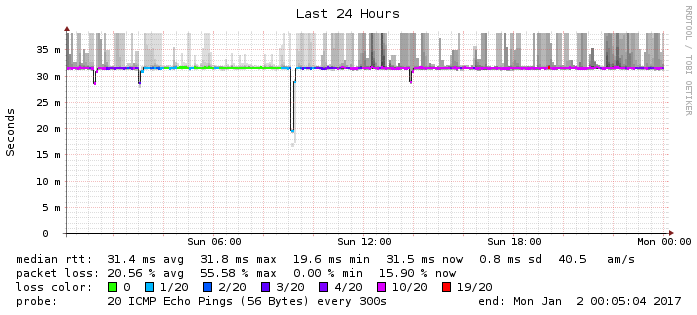 Last 24 Hours
RRDTOOL / TOBI OETIKER
Seconds
35 m
30 m
25 m
20 m
15 m
10 m
5 m
0
Sun 06:00 Sun 12:00 Sun 18:00 Mon 00:00
median rtt: 31.4 ms avg 31.8 ms max 19.6 ms min 31.5 ms now 0.8 ms sd 40.5 am/s
packet loss: 20.56 % avg 55.58 % max 0.00 % min 15.90 % now
loss color: 0 1/20 2/20 3/20 4/20 10/20 19/20
probe: 20 ICMP Echo Pings (56 Bytes) every 300s end: Mon Jan 2 00:05:04 2017